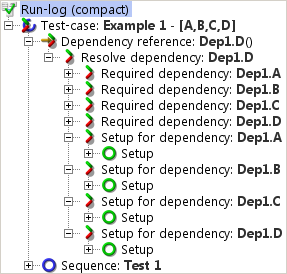 Run-log (compact)
Test-case: Example 1 - [A,B,C,D]
Dependency reference: Dep1.D()
Resolve dependency: Dep1.D
Required dependency: Dep1.A
Required dependency: Dep1.B
Required dependency: Dep1.C
Required dependency: Dep1.D
Setup for dependency: Dep1.A
Setup
Setup for dependency: Dep1.B
Setup
Setup for dependency: Dep1.C
Setup
Setup for dependency: Dep1.D
Setup
Sequence: Test 1